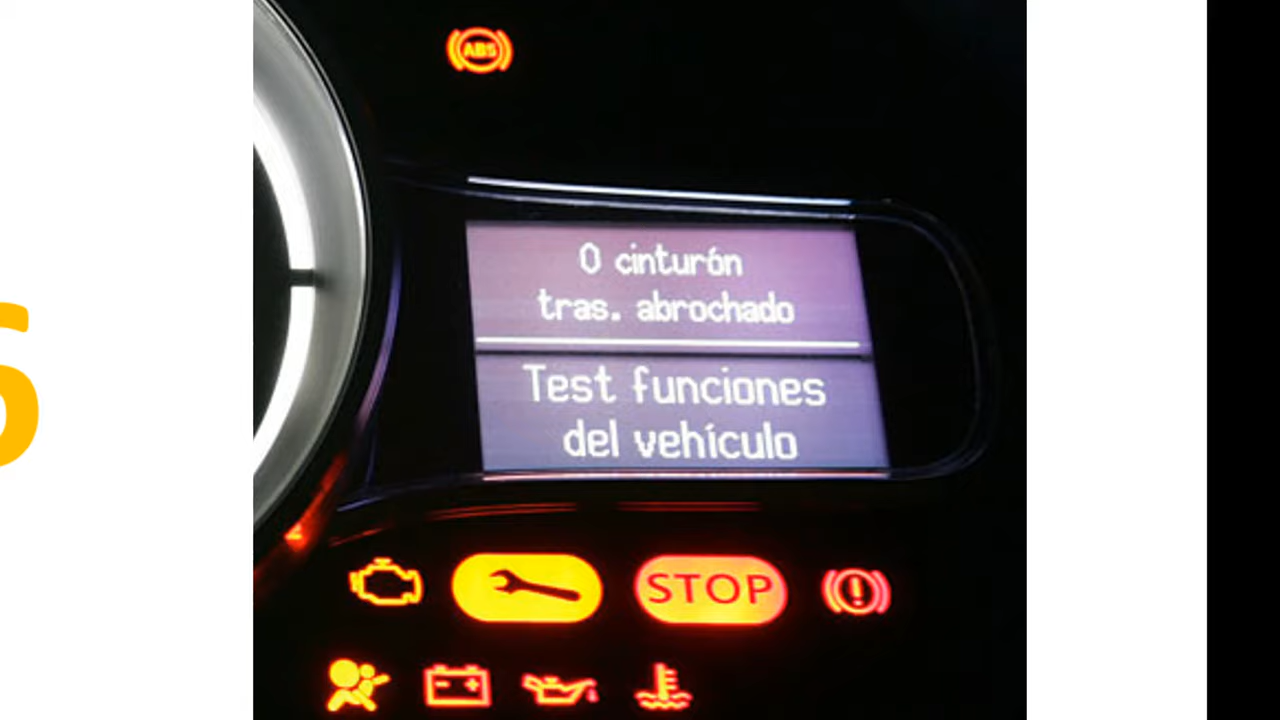 ABS
0 cinturón
tras. abrochado
Test funciones
del vehículo
STOP